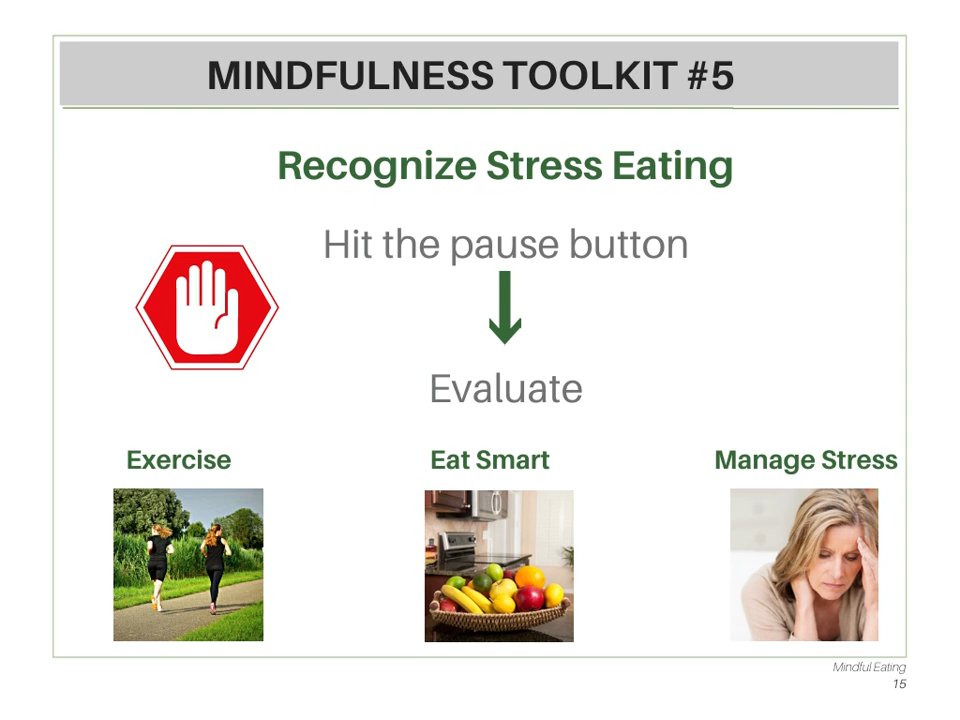 MINDFULNESS TOOLKIT #5
Recognize Stress Eating
Hit the pause button
Evaluate
Exercise
Eat Smart
Manage Stress
Mindful Eating
15